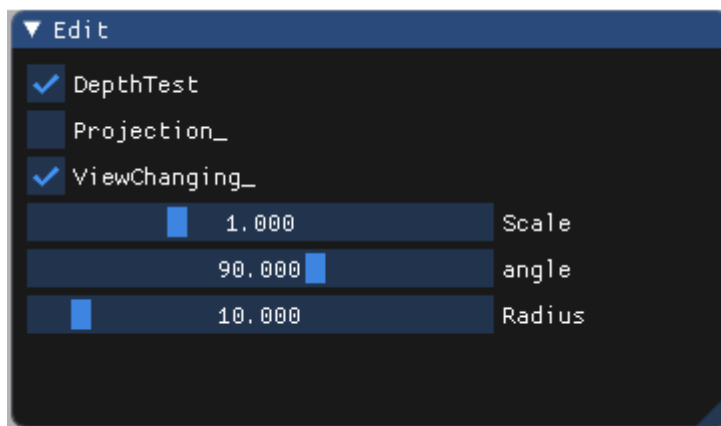 Edit
DepthTest
Projection_
ViewChanging_
1.000 Scale
90.000 angle
10.000 Radius